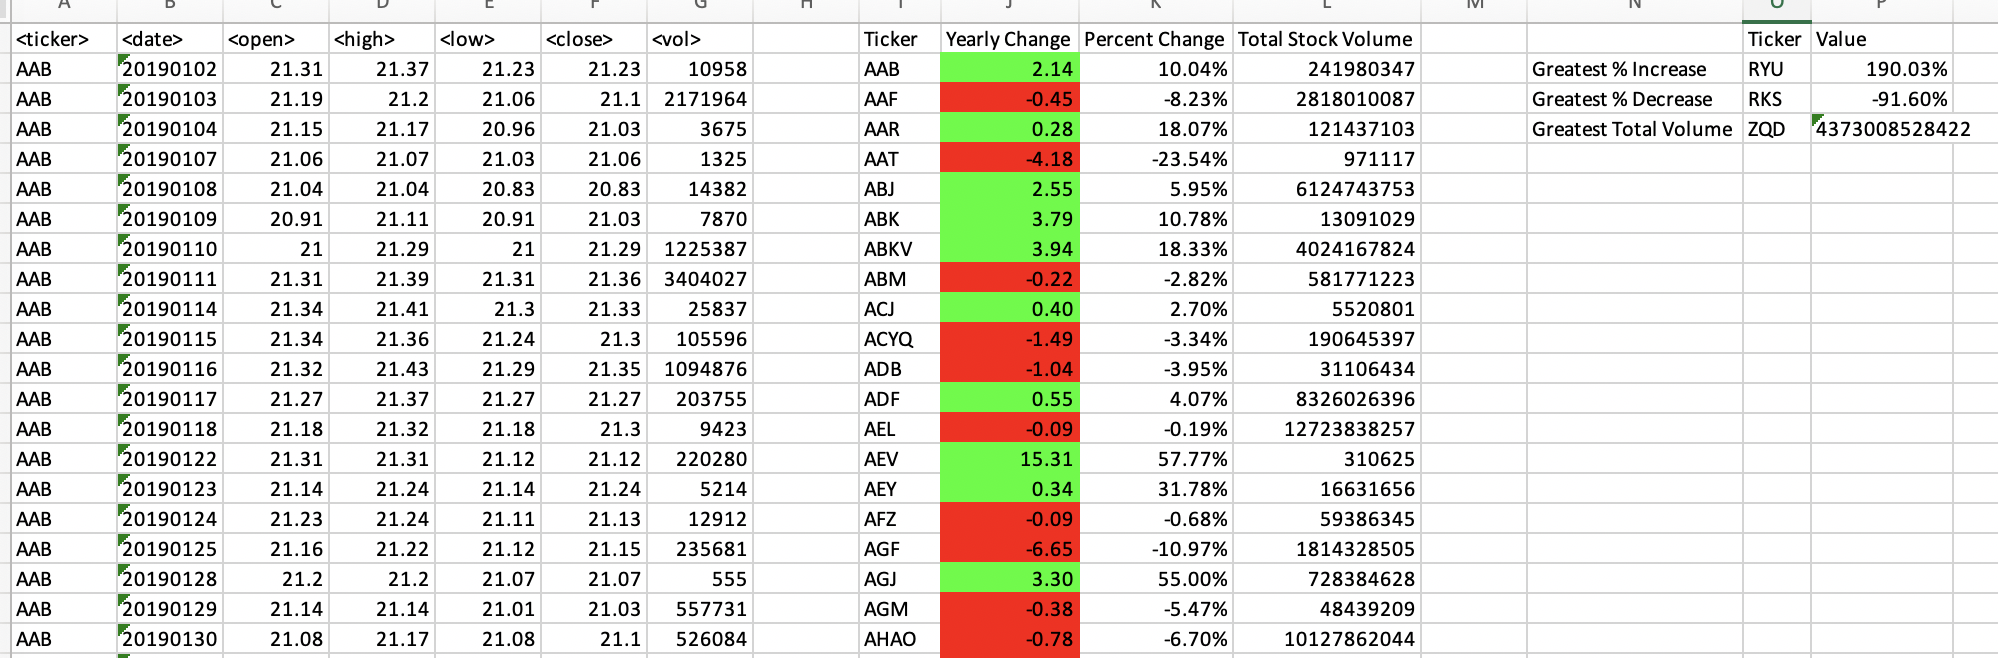 A B C D E F G H I J K L M N O P
<ticker> <date> <open> <high> <low> <close> <vol> Ticker Yearly Change Percent Change Total Stock Volume Ticker Value
AAB 20190102 21.31 21.37 21.23 21.23 10958 AAB 2.14 10.04% 241980347 Greatest % Increase RYU 190.03%
AAB 20190103 21.19 21.2 21.06 21.1 2171964 AAF -0.45 -8.23% 2818010087 Greatest % Decrease RKS -91.60%
AAB 20190104 21.15 21.17 20.96 21.03 3675 AAR 0.28 18.07% 121437103 Greatest Total Volume ZQD 4373008528422
AAB 20190107 21.06 21.07 21.03 21.06 1325 AAT -4.18 -23.54% 971117
AAB 20190108 21.04 21.04 20.83 20.83 14382 ABJ 2.55 5.95% 6124743753
AAB 20190109 20.91 21.11 20.91 21.03 7870 ABK 3.79 10.78% 13091029
AAB 20190110 21 21.29 21 21.29 1225387 ABKV 3.94 18.33% 4024167824
AAB 20190111 21.31 21.39 21.31 21.36 3404027 ABM -0.22 -2.82% 581771223
AAB 20190114 21.34 21.41 21.3 21.33 25837 ACJ 0.40 2.70% 5520801
AAB 20190115 21.34 21.36 21.24 21.3 105596 ACYQ -1.49 -3.34% 190645397
AAB 20190116 21.32 21.43 21.29 21.35 1094876 ADB -1.04 -3.95% 31106434
AAB 20190117 21.27 21.37 21.27 21.27 203755 ADF 0.55 4.07% 8326026396
AAB 20190118 21.18 21.32 21.18 21.3 9423 AEL -0.09 -0.19% 12723838257
AAB 20190122 21.31 21.31 21.12 21.12 220280 AEV 15.31 57.77% 310625
AAB 20190123 21.14 21.24 21.14 21.24 5214 AEY 0.34 31.78% 16631656
AAB 20190124 21.23 21.24 21.11 21.13 12912 AFZ -0.09 -0.68% 59386345
AAB 20190125 21.16 21.22 21.12 21.15 235681 AGF -6.65 -10.97% 1814328505
AAB 20190128 21.2 21.2 21.07 21.07 555 AGJ 3.30 55.00% 728384628
AAB 20190129 21.14 21.14 21.01 21.03 557731 AGM -0.38 -5.47% 48439209
AAB 20190130 21.08 21.17 21.08 21.1 526084 AHAO -0.78 -6.70% 10127862044